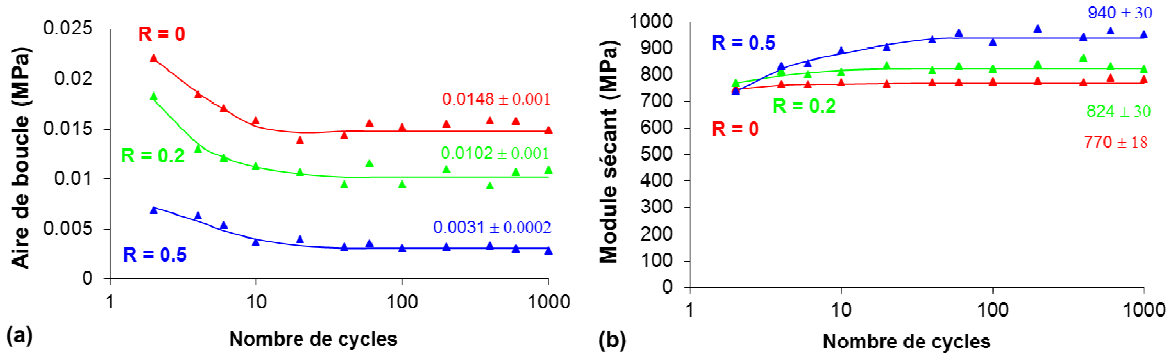 Aire de boucle (MPa)
0.025
0.02
0.015
0.01
0.005
0
R = 0
R = 0.2
R = 0.5
0.0148 ± 0.001
0.0102 ± 0.001
0.0031 ± 0.0002
1
10
100
1000
(a)
Nombre de cycles
Module sécant (MPa)
1000
900
800
700
600
500
400
300
200
100
0
R = 0.5
R = 0.2
R = 0
940 ± 30
824 ± 30
770 ± 18
1
10
100
1000
(b)
Nombre de cycles